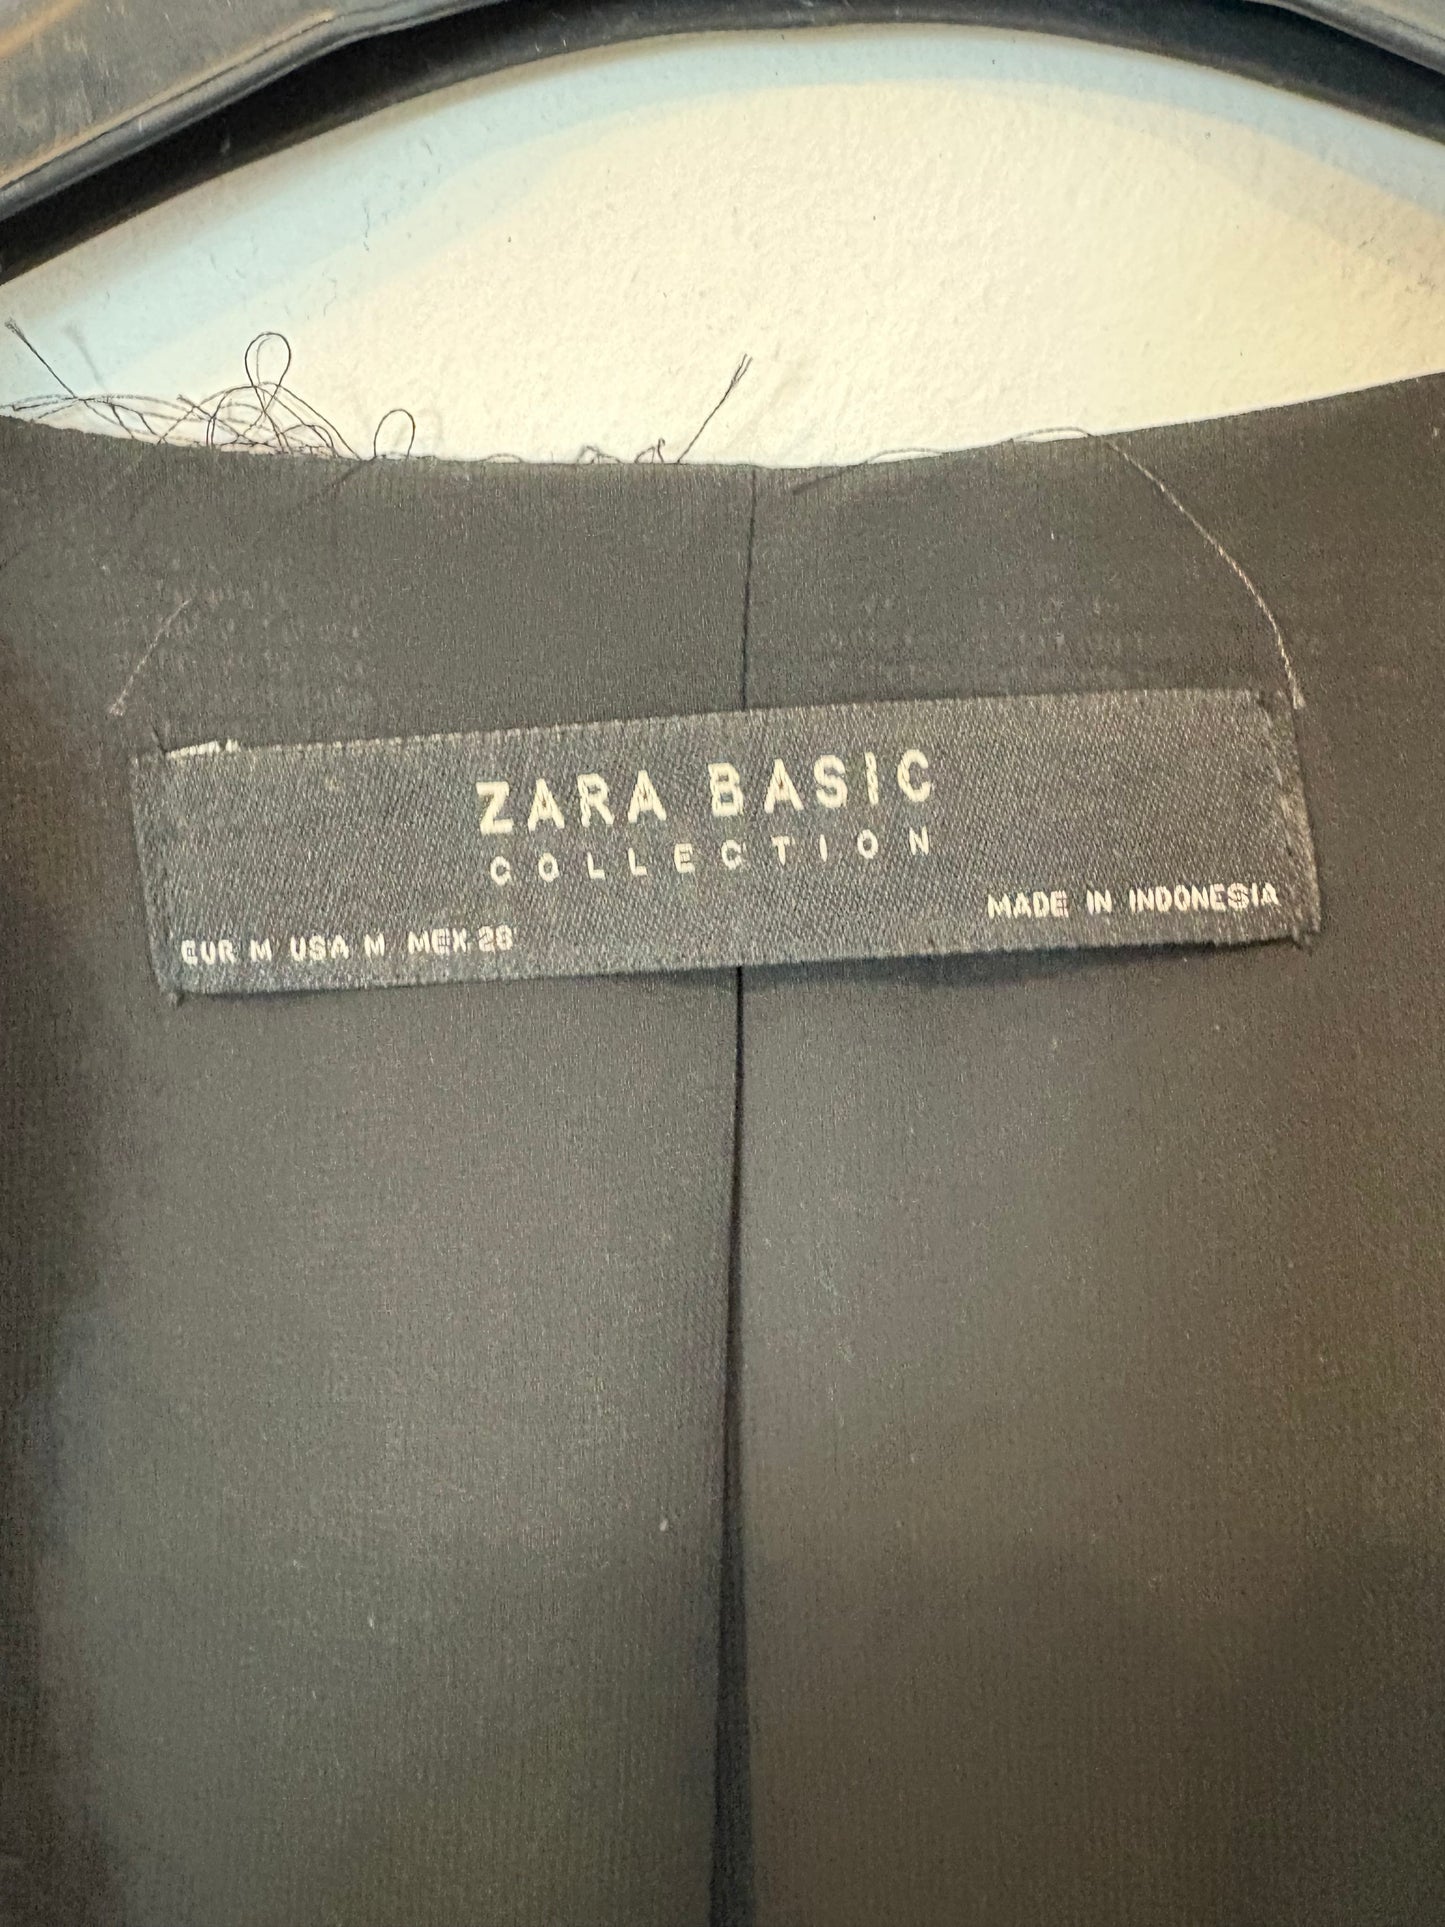 ZARA BASIC
COLLECTION
EUR M USA M MEX 28
MADE IN INDONESIA